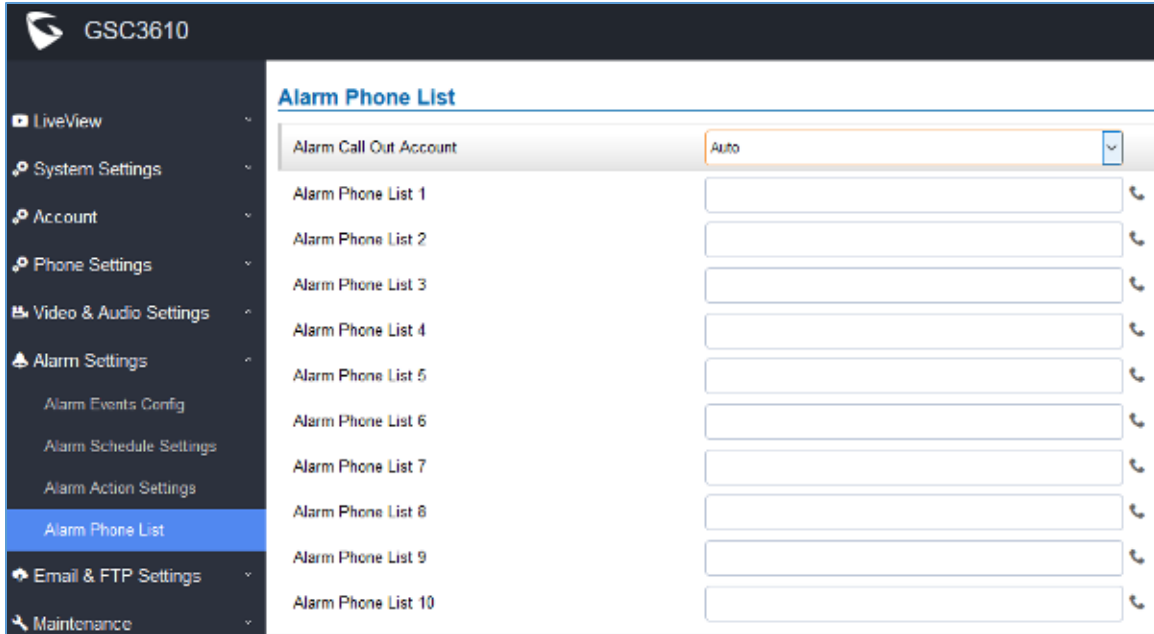 GSC3610
LiveView
System Settings
Account
Phone Settings
Video & Audio Settings
Alarm Settings
Alarm Events Config
Alarm Schedule Settings
Alarm Action Settings
Alarm Phone List
Email & FTP Settings
Maintenance
Alarm Phone List
Alarm Call Out Account Auto
Alarm Phone List 1
Alarm Phone List 2
Alarm Phone List 3
Alarm Phone List 4
Alarm Phone List 5
Alarm Phone List 6
Alarm Phone List 7
Alarm Phone List 8
Alarm Phone List 9
Alarm Phone List 10